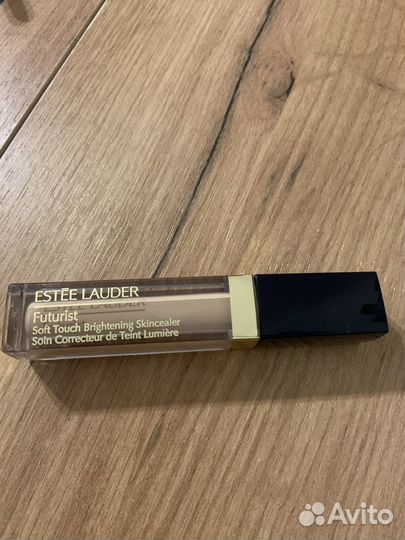 ESTĒE LAUDER
Futurist
Soft Touch Brightening Skincealer
Soin Correcteur de Teint Lumière
Avito